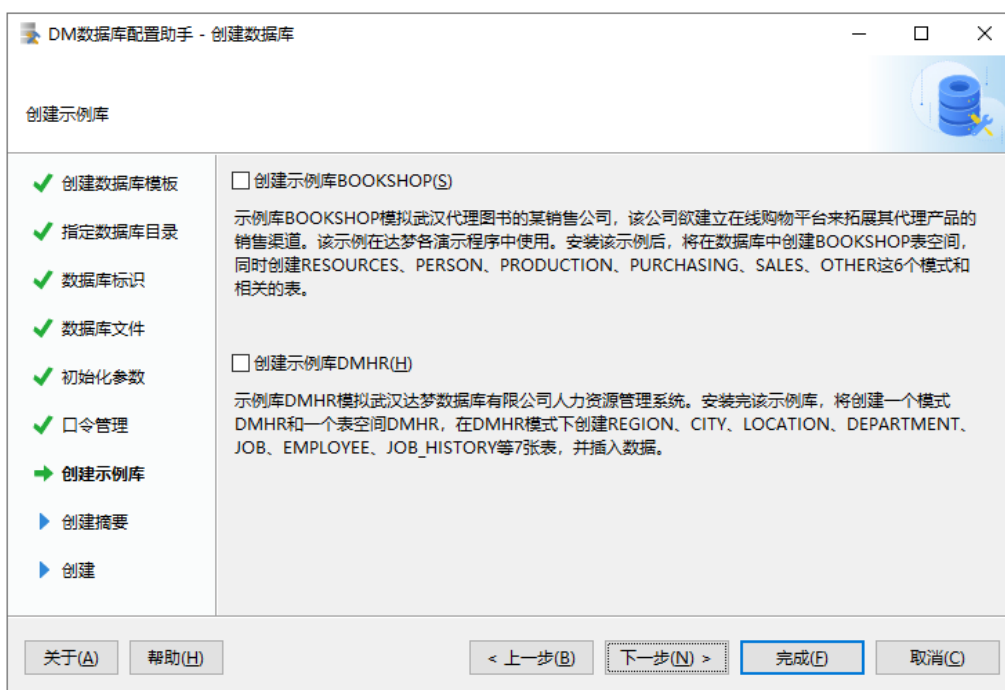 DM数据库配置助手 - 创建数据库
创建示例库
创建数据库模板
指定数据库目录
数据库标识
数据库文件
初始化参数
口令管理
创建示例库
创建摘要
创建
创建示例库BOOKSHOP(S)
示例库BOOKSHOP模拟武汉代理图书的某销售公司，该公司欲建立在线购物平台来拓展其代理产品的
销售渠道。该示例在达梦各演示程序中使用。安装该示例后，将在数据库中创建BOOKSHOP表空间，
同时创建RESOURCES、PERSON、PRODUCTION、PURCHASING、SALES、OTHER这6个模式和
相关的表。
创建示例库DMHR(H)
示例库DMHR模拟武汉达梦数据库有限公司人力资源管理系统。安装完该示例库，将创建一个模式
DMHR和一个表空间DMHR，在DMHR模式下创建REGION、CITY、LOCATION、DEPARTMENT、
JOB、EMPLOYEE、JOB_HISTORY等7张表，并插入数据。
关于(A)
帮助(H)
< 上一步(B)
下一步(N) >
完成(F)
取消(C)